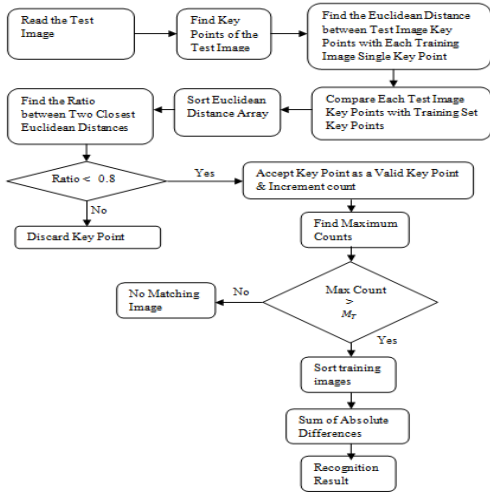 Read the Test
Image
Find Key
Points of the
Test Image
Find the Euclidean Distance
between Test Image Key
Points with Each Training
Image Single Key Point
Compare Each Test Image
Key Points with Training Set
Key Points
Sort Euclidean
Distance Array
Find the Ratio
between Two Closest
Euclidean Distances
Ratio < 0.8
Yes
No
Accept Key Point as a Valid Key Point
& Increment count
Discard Key Point
Find Maximum
Counts
Max Count
>
M_T
No
No Matching
Image
Yes
Sort training
images
Sum of Absolute
Differences
Recognition
Result